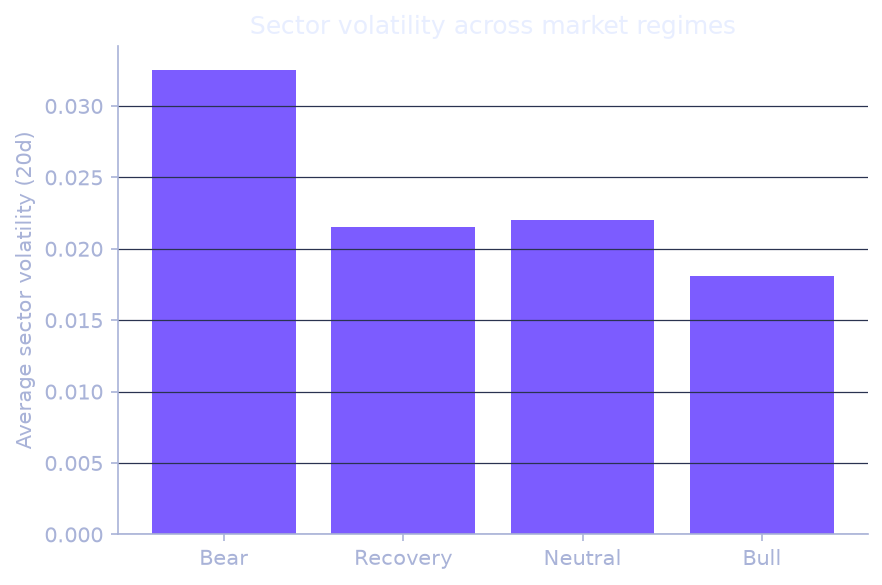 Sector volatility across market regimes
Average sector volatility (20d)
0.030
0.025
0.020
0.015
0.010
0.005
0.000
Bear
Recovery
Neutral
Bull